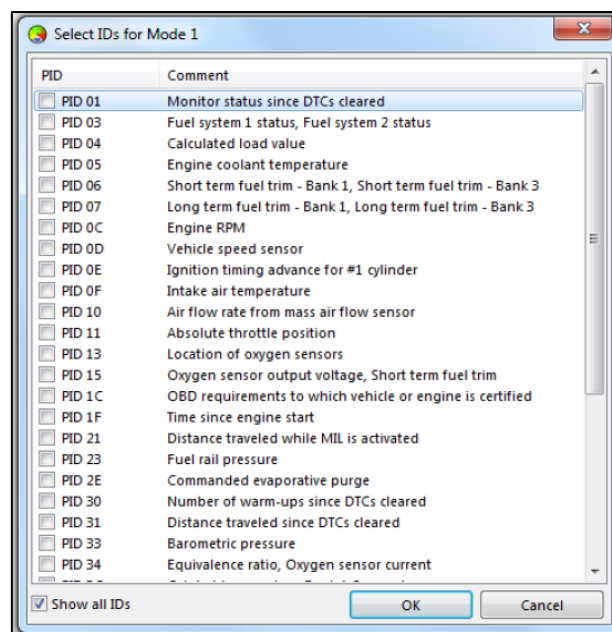 Select IDs for Mode 1
PID Comment
PID 01 Monitor status since DTCs cleared
PID 03 Fuel system 1 status, Fuel system 2 status
PID 04 Calculated load value
PID 05 Engine coolant temperature
PID 06 Short term fuel trim - Bank 1, Short term fuel trim - Bank 3
PID 07 Long term fuel trim - Bank 1, Long term fuel trim - Bank 3
PID 0C Engine RPM
PID 0D Vehicle speed sensor
PID 0E Ignition timing advance for #1 cylinder
PID 0F Intake air temperature
PID 10 Air flow rate from mass air flow sensor
PID 11 Absolute throttle position
PID 13 Location of oxygen sensors
PID 15 Oxygen sensor output voltage, Short term fuel trim
PID 1C OBD requirements to which vehicle or engine is certified
PID 1F Time since engine start
PID 21 Distance traveled while MIL is activated
PID 23 Fuel rail pressure
PID 2E Commanded evaporative purge
PID 30 Number of warm-ups since DTCs cleared
PID 31 Distance traveled since DTCs cleared
PID 33 Barometric pressure
PID 34 Equivalence ratio, Oxygen sensor current
Show all IDs OK Cancel